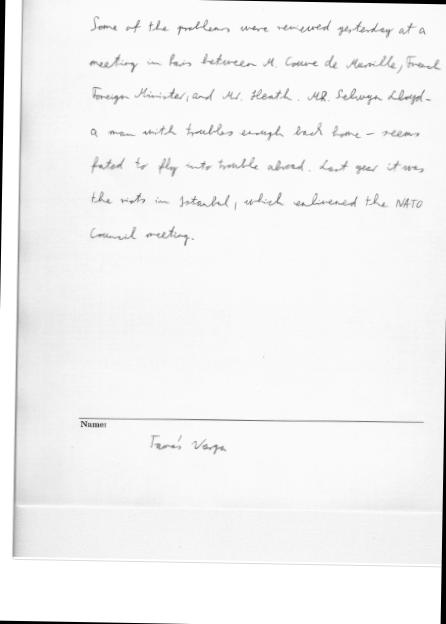 Some of the problems were reviewed yesterday at a
meeting in Paris between M. Couve de Murville, French
Foreign Minister, and Mr. Heath. MR. Selwyn Lloyd -
a man with troubles enough back home - seems
fated to fly into trouble abroad. Last year it was
the riots in Istanbul, which enlivened the NATO
Council meeting.
Name:
Tamás Varga